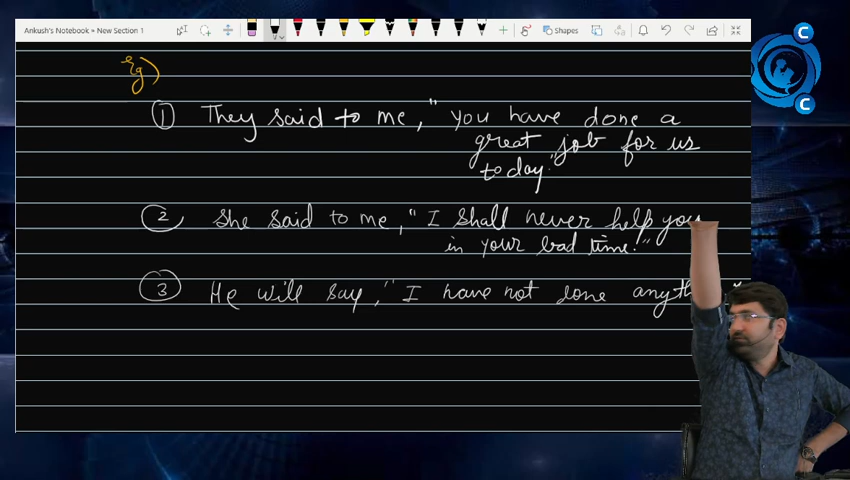 Ankush's Notebook > New Section 1
Shapes
Eg)
① They said to me, "you have done a
great job for us
today."
② She said to me, "I shall never help you
in your bad time."
③ He will say, "I have not done
C
C